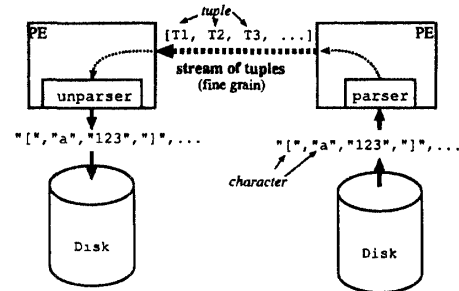 tuple
PE
[T1, T2, T3, ...]
PE
stream of tuples
(fine grain)
unparser
parser
"[","a","123","]",...
"[","a","123","]",...
character
Disk
Disk